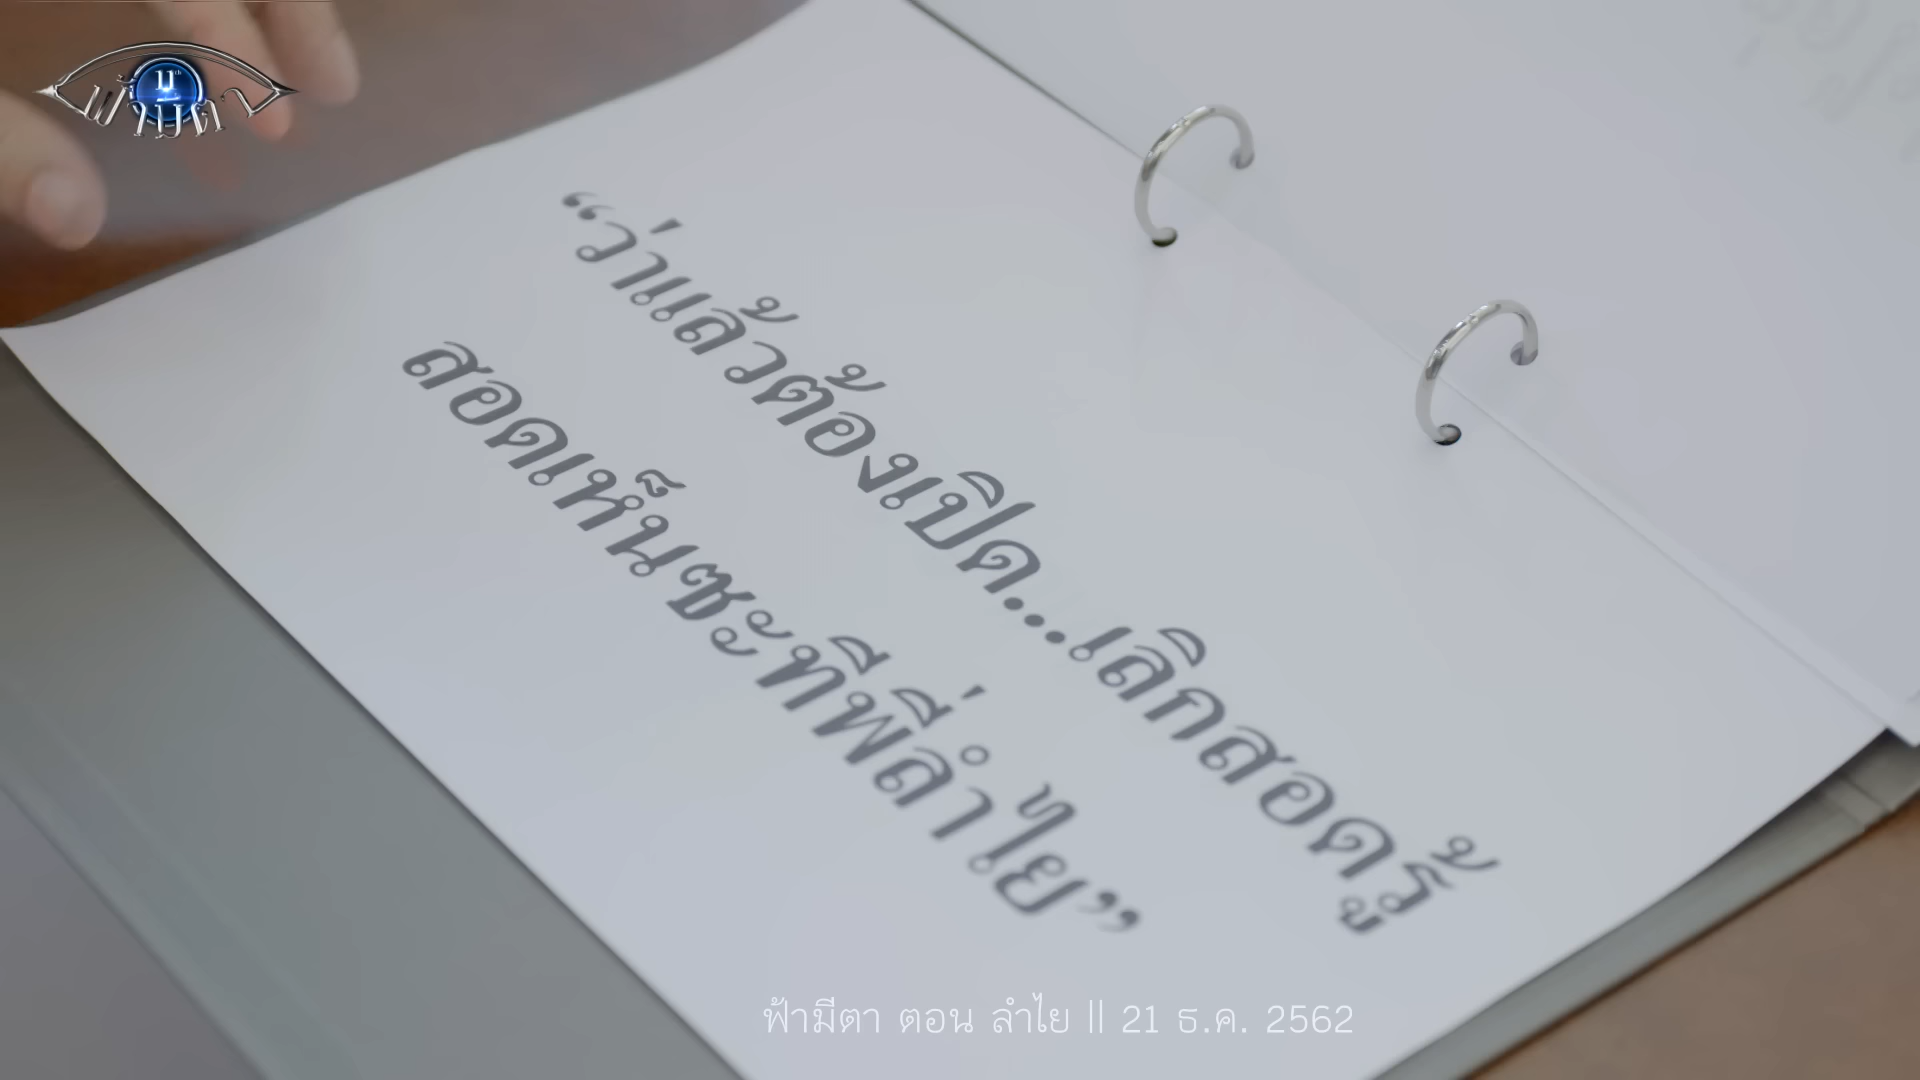 11th
ฟ้ามีตา
“ว่าแล้วต้องเปิด...เลิกสอดรู้
สอดเห็นซะทีพี่ลำไย”
ฟ้ามีตา ตอน ลำไย || 21 ธ.ค. 2562